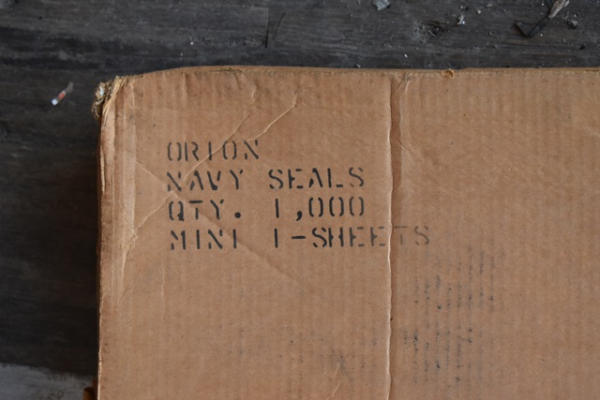 ORION
NAVY SEALS
QTY. 1,000
MINI 1-SHEETS